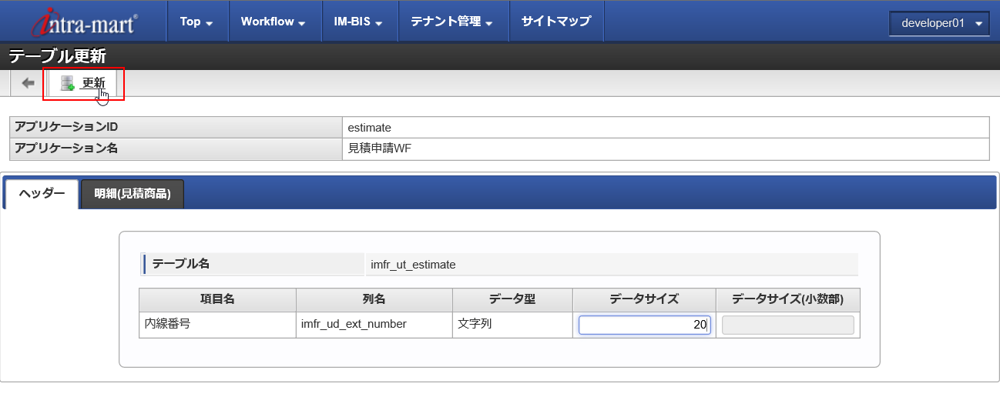 intra-mart® Top Workflow IM-BIS テナント管理 サイトマップ developer01
テーブル更新
更新
アプリケーションID estimate
アプリケーション名 見積申請WF
ヘッダー 明細(見積商品)
テーブル名 imfr_ut_estimate
項目名 列名 データ型 データサイズ データサイズ(小数部)
内線番号 imfr_ud_ext_number 文字列 20